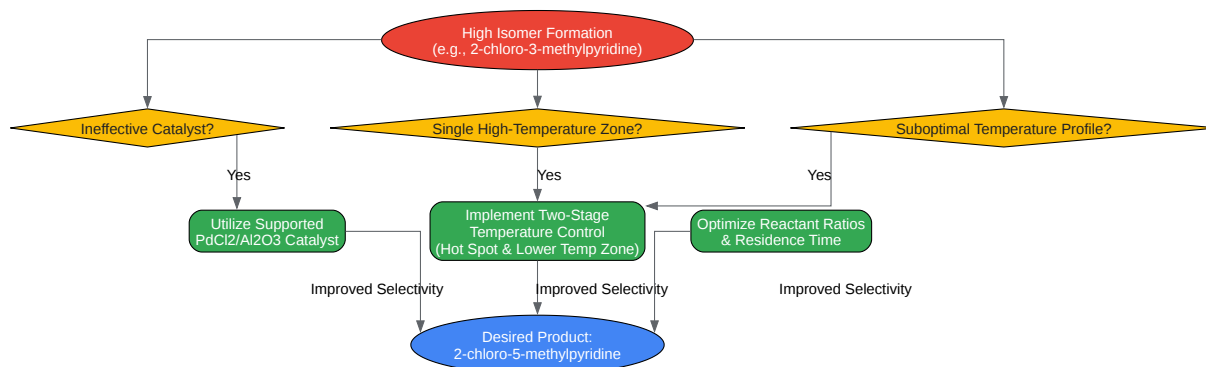 High Isomer Formation
(e.g., 2-chloro-3-methylpyridine)
Ineffective Catalyst?
Single High-Temperature Zone?
Suboptimal Temperature Profile?
Yes
Yes
Yes
Utilize Supported
PdCl2/Al2O3 Catalyst
Implement Two-Stage
Temperature Control
(Hot Spot & Lower Temp Zone)
Optimize Reactant Ratios
& Residence Time
Improved Selectivity
Improved Selectivity
Improved Selectivity
Desired Product:
2-chloro-5-methylpyridine